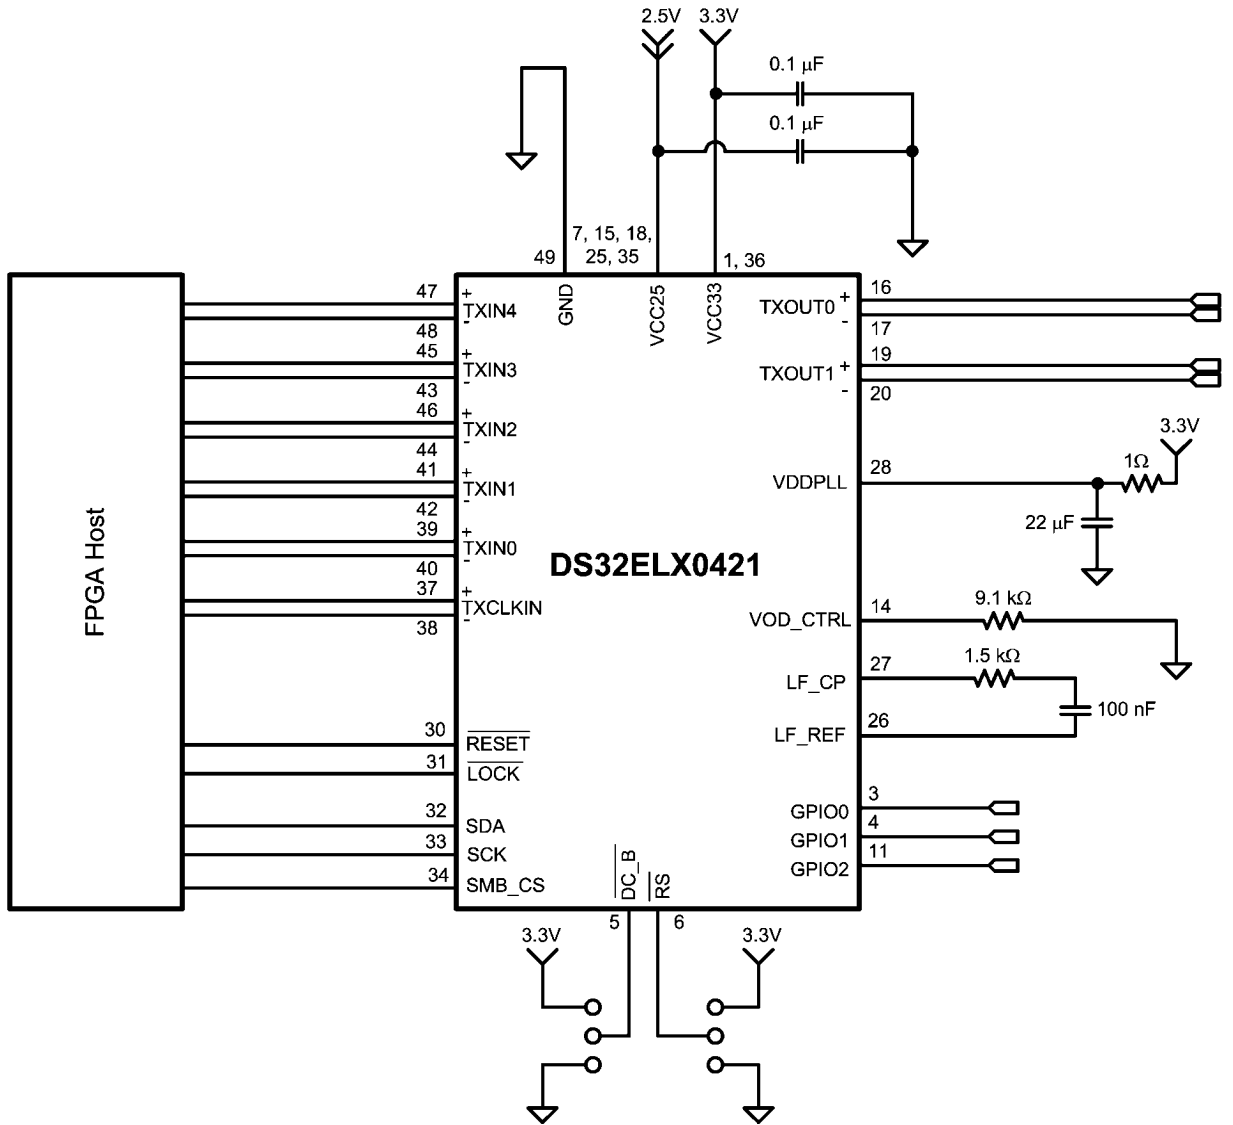 2.5V 3.3V
0.1 µF
0.1 µF
7, 15, 18,
25, 35
49
1, 36
GND
VCC25
VCC33
FPGA Host
DS32ELX0421
47
+
TXIN4
-
48
45
+
TXIN3
-
43
46
+
TXIN2
-
44
41
+
TXIN1
-
42
39
+
TXIN0
-
40
37
+
TXCLKIN
-
38
30
RESET
31
LOCK
32
SDA
33
SCK
34
SMB_CS
16
TXOUT0 +
-
17
19
TXOUT1 +
-
20
3.3V
28
1Ω
VDDPLL
22 µF
14
9.1 kΩ
VOD_CTRL
27
1.5 kΩ
LF_CP
100 nF
26
LF_REF
3
GPIO0
4
GPIO1
11
GPIO2
DC_B
RS
5
6
3.3V
3.3V